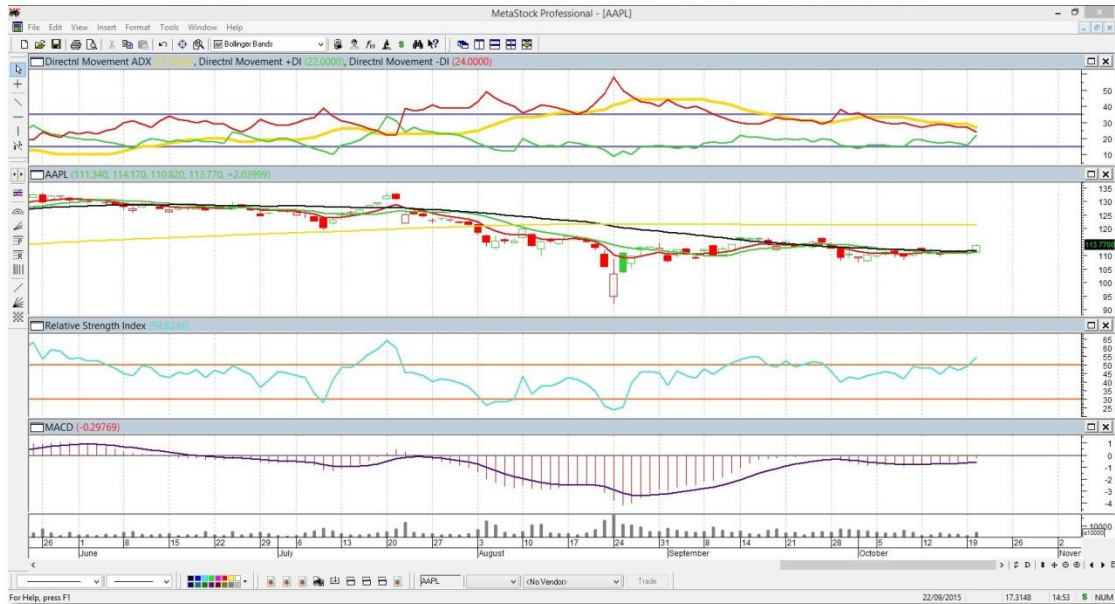 MetaStock Professional - [AAPL]
File Edit View Insert Format Tools Window Help
Bollinger Bands
Directnl Movement ADX , Directnl Movement +DI (22.0000), Directnl Movement -DI (24.0000)
50
40
30
20
10
AAPL (111.340, 114.170, 110.820, 113.770, +2.03999)
135
130
125
120
113.7700
110
105
100
95
90
Relative Strength Index (54.8246)
65
60
55
50
45
40
35
30
25
MACD (-0.29769)
1
0
-1
-2
-3
-4
10000
x10000
26 1 8 15 22 29 6 13 20 27 3 10 17 24 31 8 14 21 28 5 12 19 26 2
June July August September October Nover
AAPL <No Vendor> Trade
For Help, press F1 22/09/2015 17.3148 14:53 S NUM